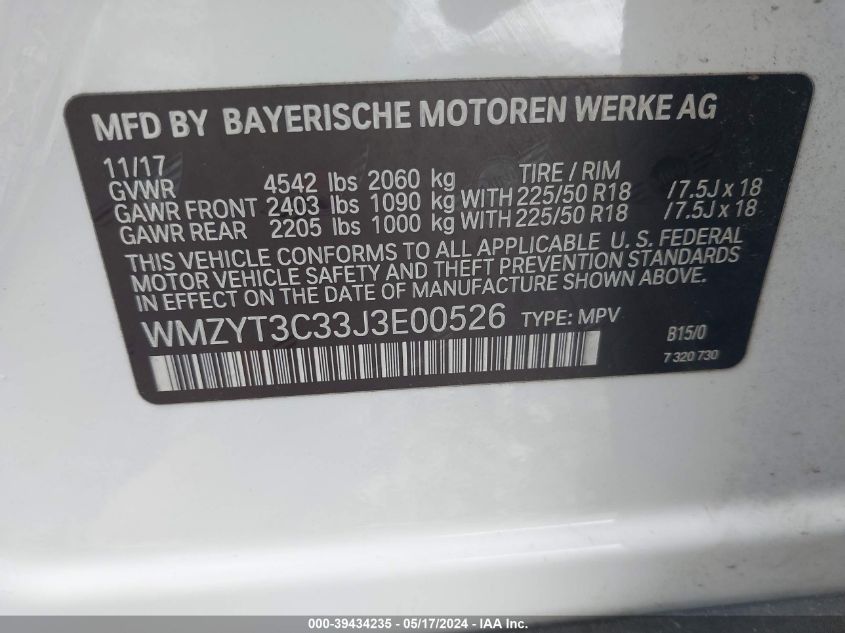 MFD BY BAYERISCHE MOTOREN WERKE AG
11/17 TIRE / RIM
GVWR 4542 lbs 2060 kg
GAWR FRONT 2403 lbs 1090 kg WITH 225/50 R18 /7.5J x 18
GAWR REAR 2205 lbs 1000 kg WITH 225/50 R18 /7.5J x 18
THIS VEHICLE CONFORMS TO ALL APPLICABLE U. S. FEDERAL
MOTOR VEHICLE SAFETY AND THEFT PREVENTION STANDARDS
IN EFFECT ON THE DATE OF MANUFACTURE SHOWN ABOVE.
WMZYT3C33J3E00526 TYPE: MPV B15/0
7 320 730
000-39434235 - 05/17/2024 - IAA Inc.